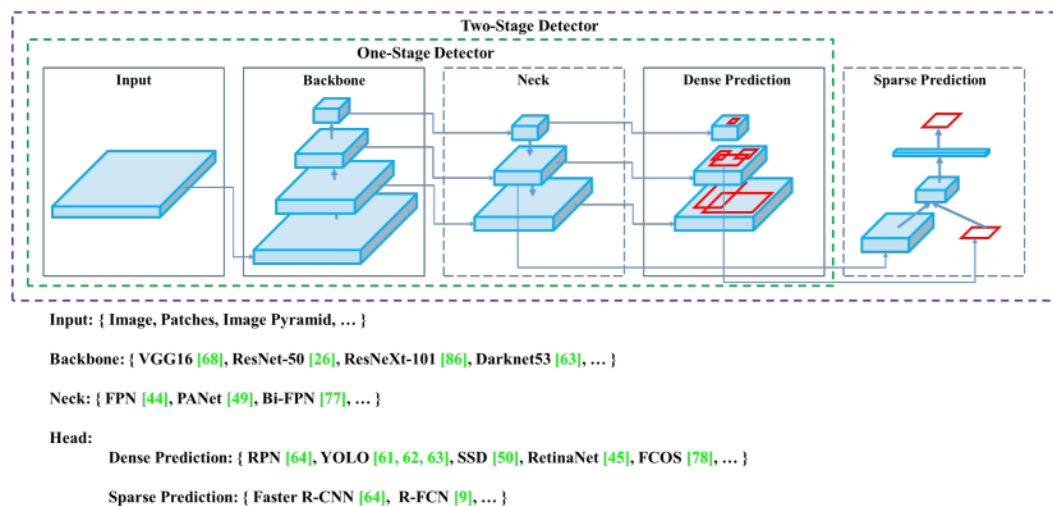 Two-Stage Detector
One-Stage Detector
Input
Backbone
Neck
Dense Prediction
Sparse Prediction
Input: { Image, Patches, Image Pyramid, … }
Backbone: { VGG16 [68], ResNet-50 [26], ResNeXt-101 [86], Darknet53 [63], … }
Neck: { FPN [44], PANet [49], Bi-FPN [77], … }
Head:
Dense Prediction: { RPN [64], YOLO [61, 62, 63], SSD [50], RetinaNet [45], FCOS [78], … }
Sparse Prediction: { Faster R-CNN [64], R-FCN [9], … }